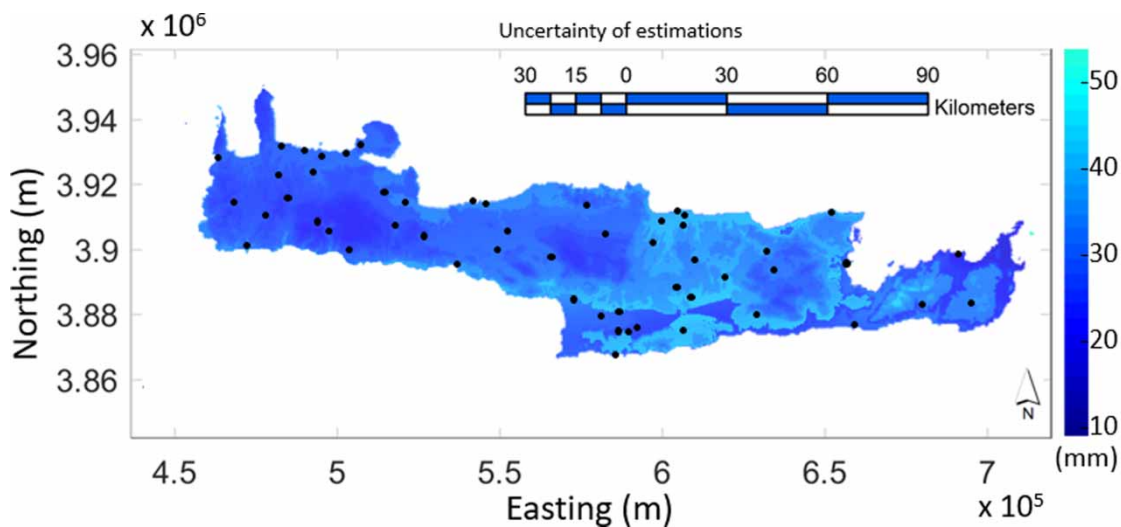 x 10⁶
Uncertainty of estimations
30 15 0 30 60 90
Kilometers
3.96
3.94
3.92
3.9
3.88
3.86
Northing (m)
50
40
30
20
10
(mm)
N
4.5 5 5.5 6 6.5 7
Easting (m)
x 10⁵